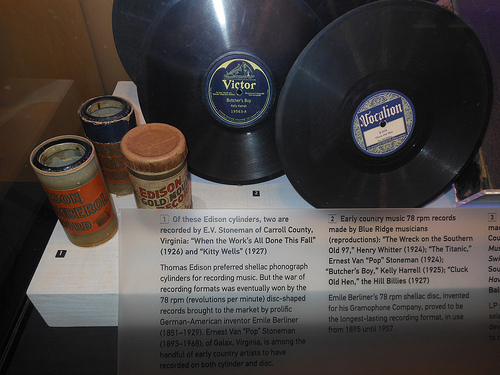 Victor
Butcher's Boy
Kelly Harrell
19563-A
Vocalion
EDISON
GOLD
1
2
1 Of these Edison cylinders, two are
recorded by E.V. Stoneman of Carroll County,
Virginia: "When the Work's All Done This Fall"
(1926) and "Kitty Wells" (1927)
Thomas Edison preferred shellac phonograph
cylinders for recording music. But the war of
recording formats was eventually won by the
78 rpm (revolutions per minute) disc-shaped
records brought to the market by prolific
German-American inventor Emile Berliner
(1851–1929). Ernest Van "Pop" Stoneman
(1893–1968), of Galax, Virginia, is among the
handful of early country artists to have
recorded on both cylinder and disc.
2 Early country music 78 rpm records
made by Blue Ridge musicians
(reproductions): "The Wreck on the Southern
Old 97," Henry Whitter (1924); "The Titanic,"
Ernest Van "Pop" Stoneman (1924);
"Butcher's Boy," Kelly Harrell (1925); "Cluck
Old Hen," the Hill Billies (1927)
Emile Berliner's 78 rpm shellac disc, invented
for his Gramophone Company, proved to be
the longest-lasting recording format, in use
from 1895 until 1957.
3